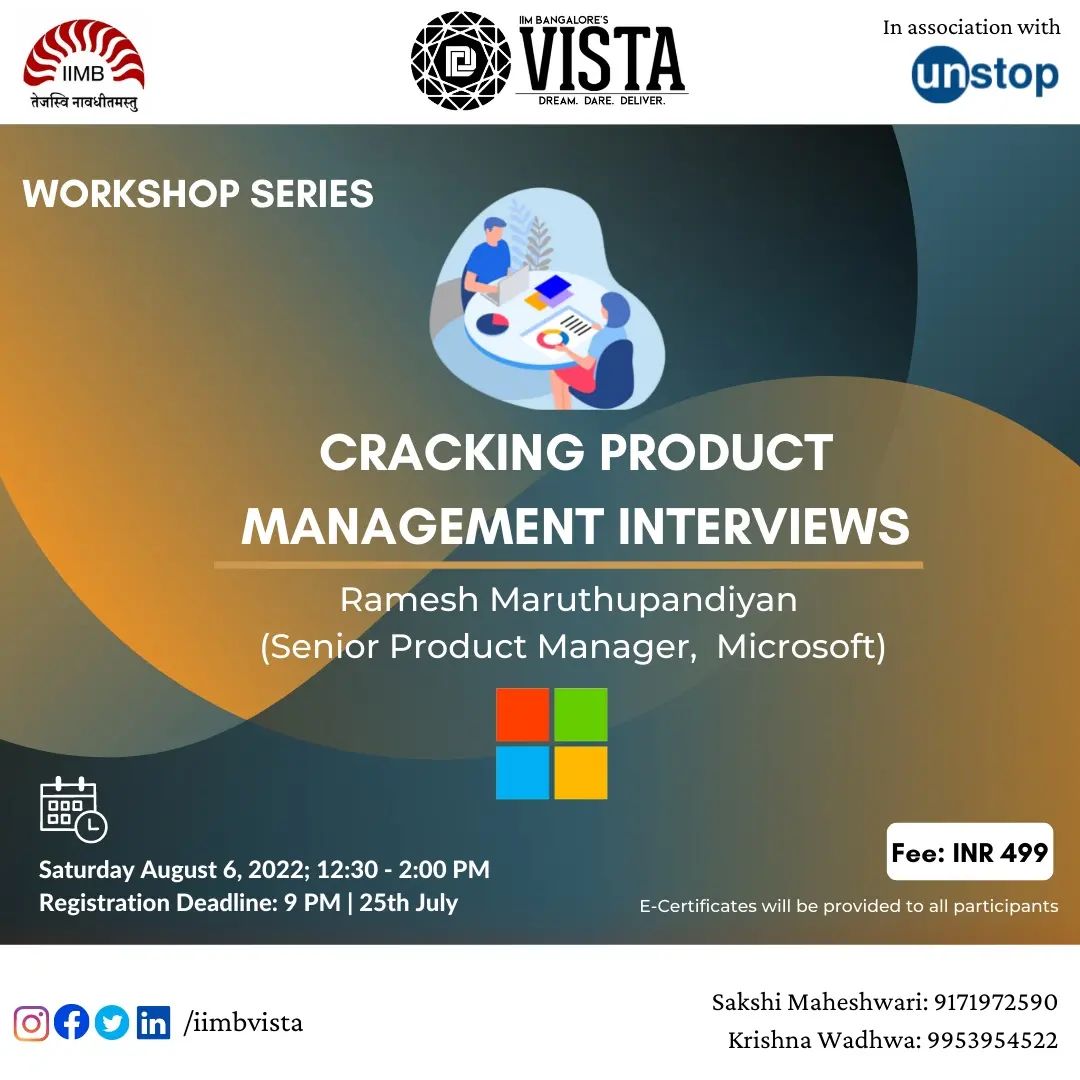 IIMB
तेजस्वि नावधीतमस्तु
IIM BANGALORE'S
VISTA
DREAM. DARE. DELIVER.
In association with
unstop
WORKSHOP SERIES
CRACKING PRODUCT
MANAGEMENT INTERVIEWS
Ramesh Maruthupandiyan
(Senior Product Manager, Microsoft)
Saturday August 6, 2022; 12:30 - 2:00 PM
Registration Deadline: 9 PM | 25th July
Fee: INR 499
E-Certificates will be provided to all participants
/iimbvista
Sakshi Maheshwari: 9171972590
Krishna Wadhwa: 9953954522